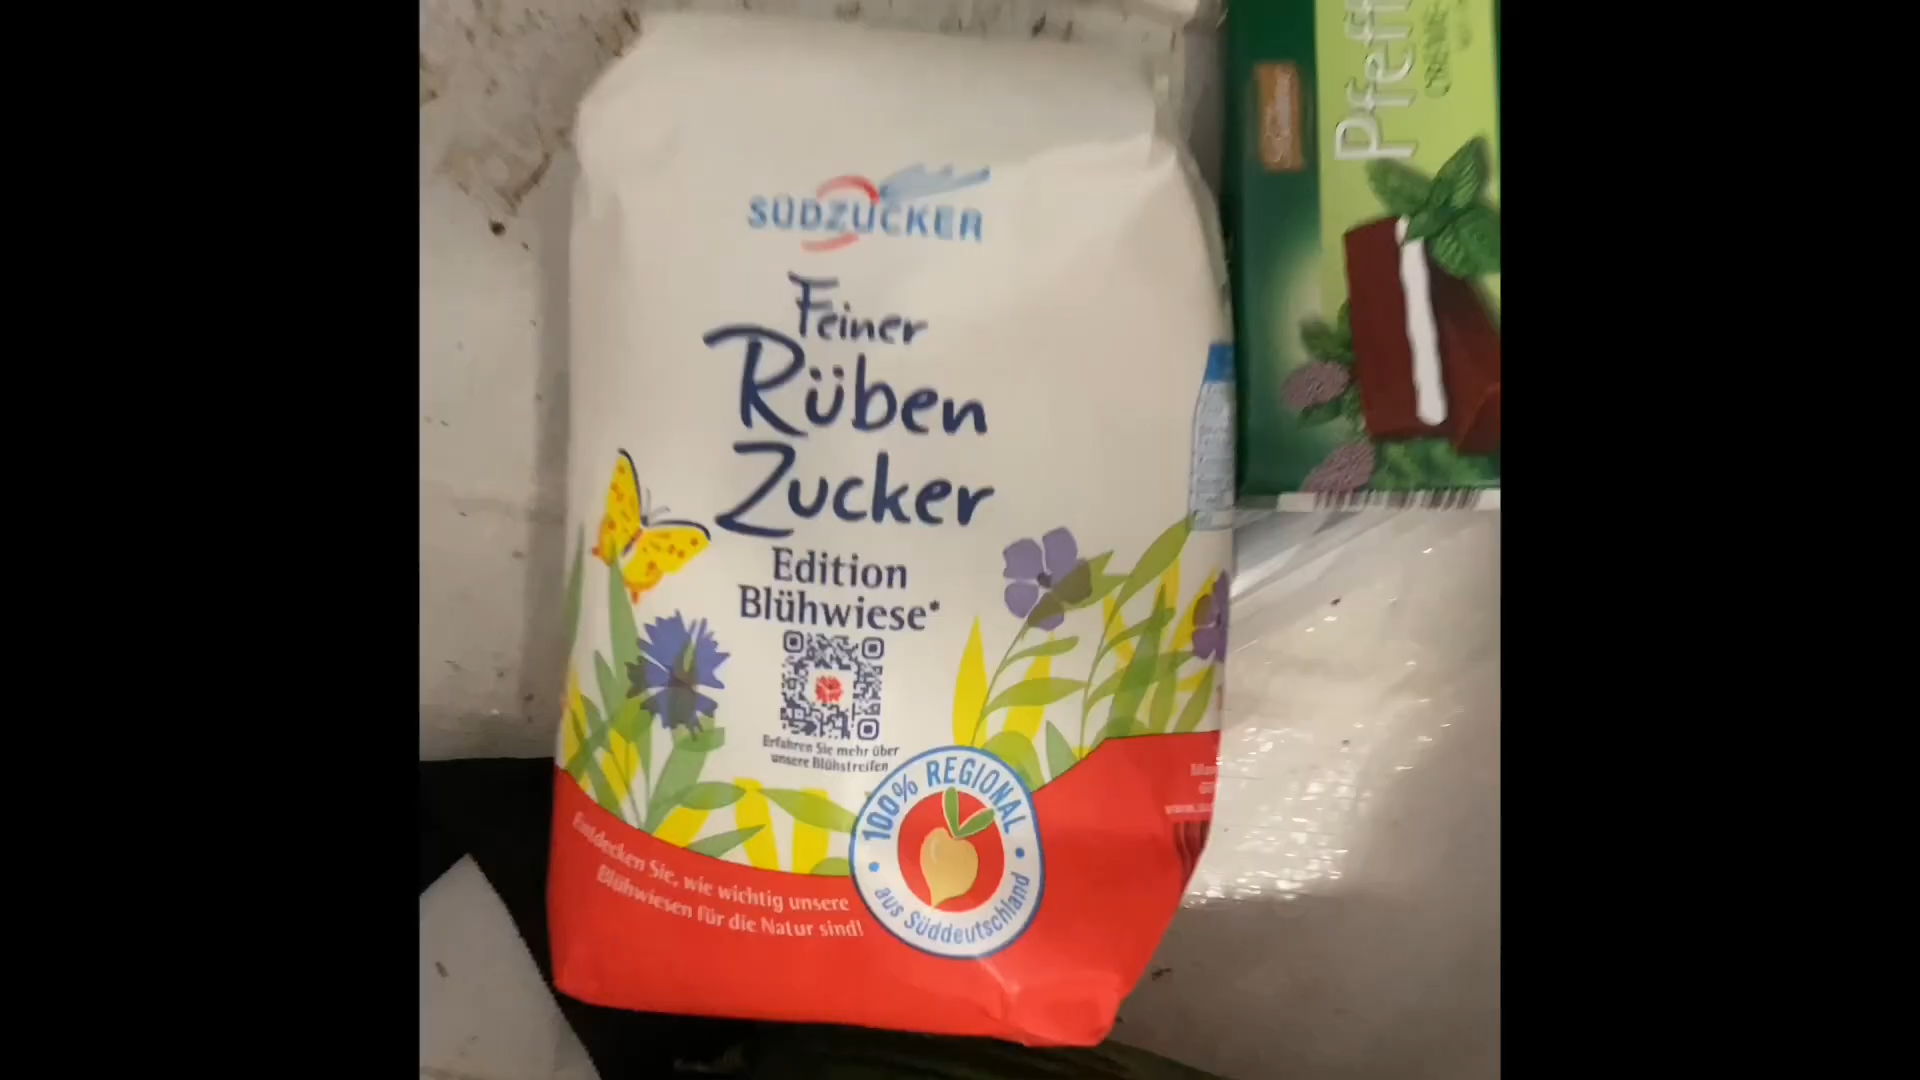 SÜDZUCKER
Feiner
Rüben
Zucker
Edition
Blühwiese*
Erfahren Sie mehr über
unsere Blühstreifen
100% REGIONAL
aus Süddeutschland
Entdecken Sie, wie wichtig unsere
Blühwiesen für die Natur sind!